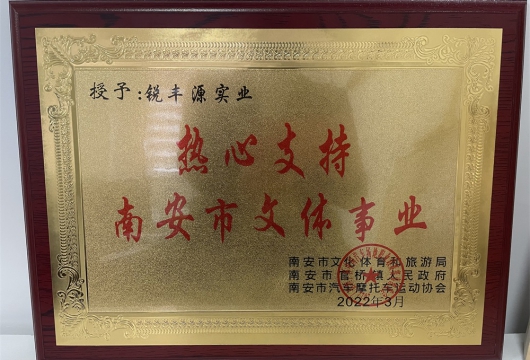 授予:锐丰源实业
热心支持
南安市文体事业
南安市文化体育和旅游局
南安市官桥镇人民政府
南安市汽车摩托车运动协会
2022年3月